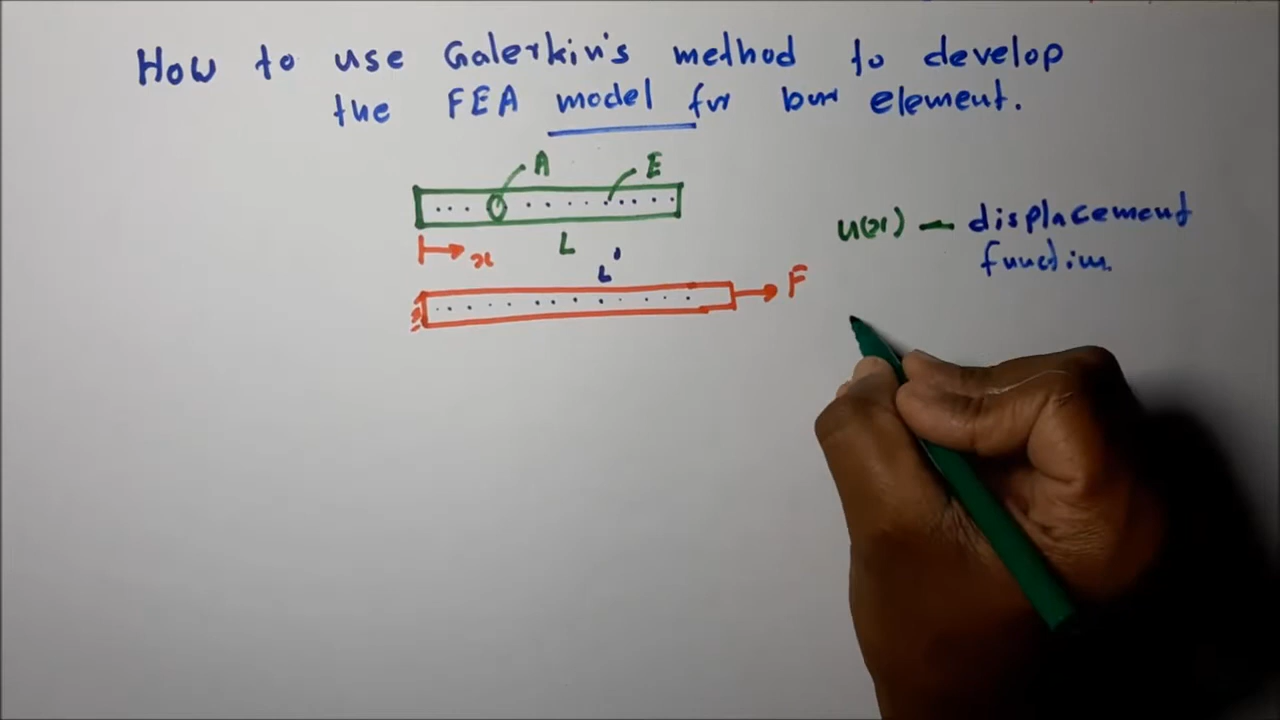 How to use Galerkin's method to develop
the FEA model for bar element.
A
E
u(x) — displacement
function
L
x
L'
F